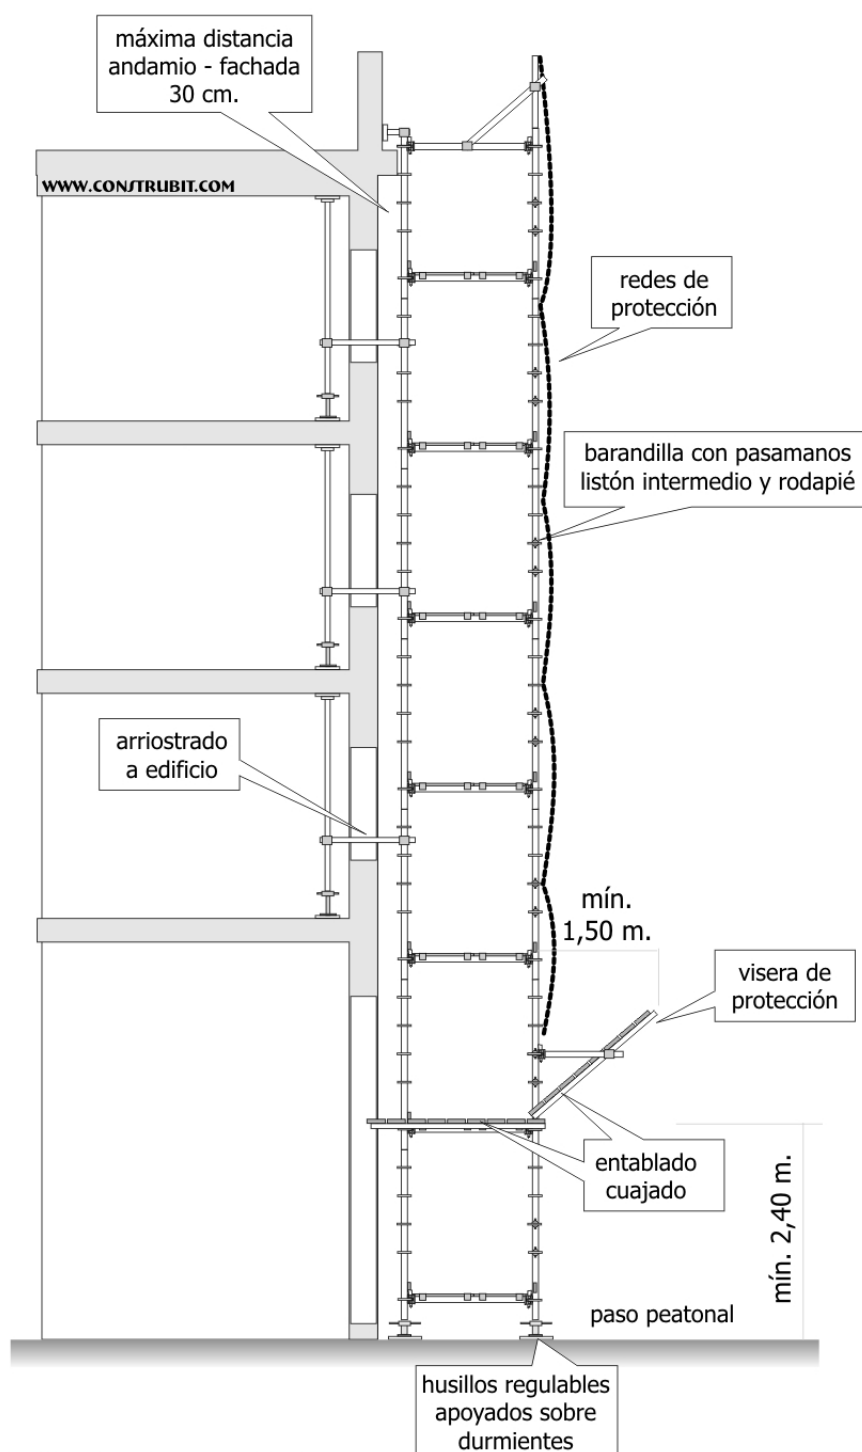 máxima distancia
andamio - fachada
30 cm.
WWW.CONSTRUBIT.COM
redes de
protección
barandilla con pasamanos
listón intermedio y rodapié
arriostrado
a edificio
mín.
1,50 m.
visera de
protección
entablado
cuajado
mín. 2,40 m.
paso peatonal
husillos regulables
apoyados sobre
durmientes